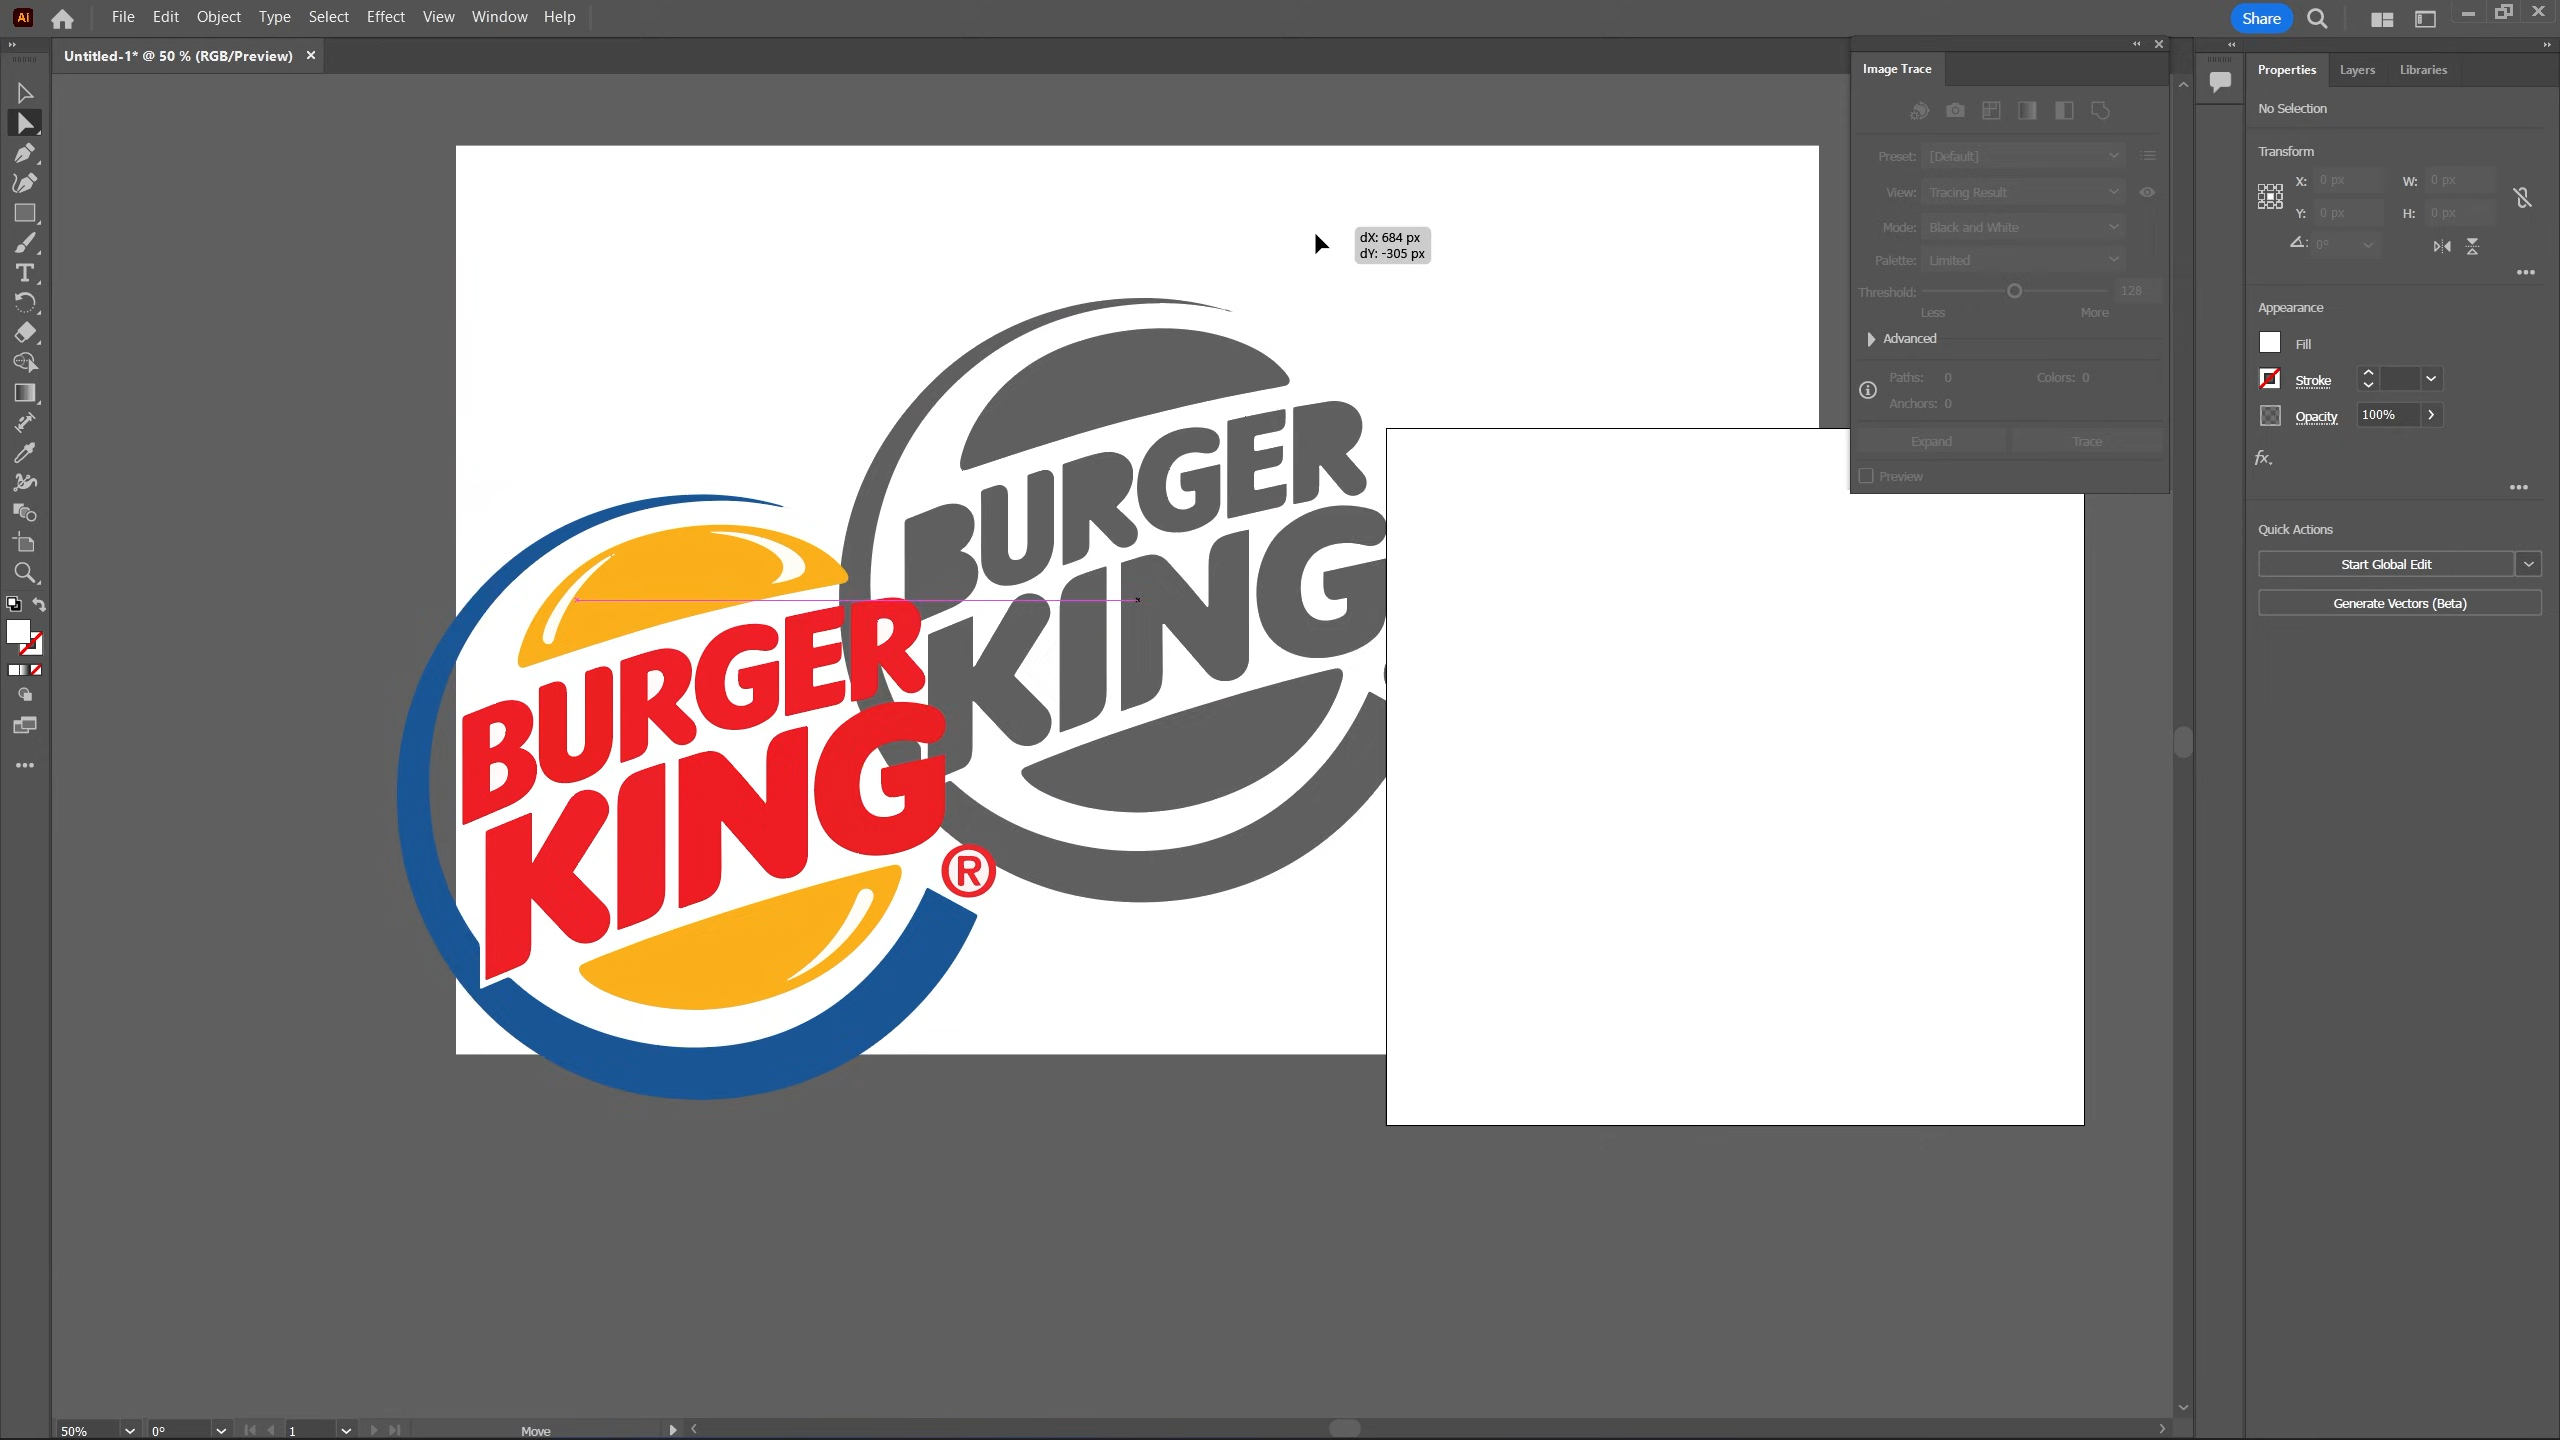 Ai File Edit Object Type Select Effect View Window Help Share
Untitled-1* @ 50 % (RGB/Preview)
Image Trace
Preset: [Default]
View: Tracing Result
Mode: Black and White
Palette: Limited
Threshold: 128
Less More
Advanced
Paths: 0 Colors: 0
Anchors: 0
Expand Trace
Preview
Properties Layers Libraries
No Selection
Transform
X: 0 px W: 0 px
Y: 0 px H: 0 px
0°
Appearance
Fill
Stroke
Opacity 100%
fx.
Quick Actions
Start Global Edit
Generate Vectors (Beta)
dX: 684 px
dY: -305 px
BURGER
KING
BURGER
KING
®
50% 0° 1 Move